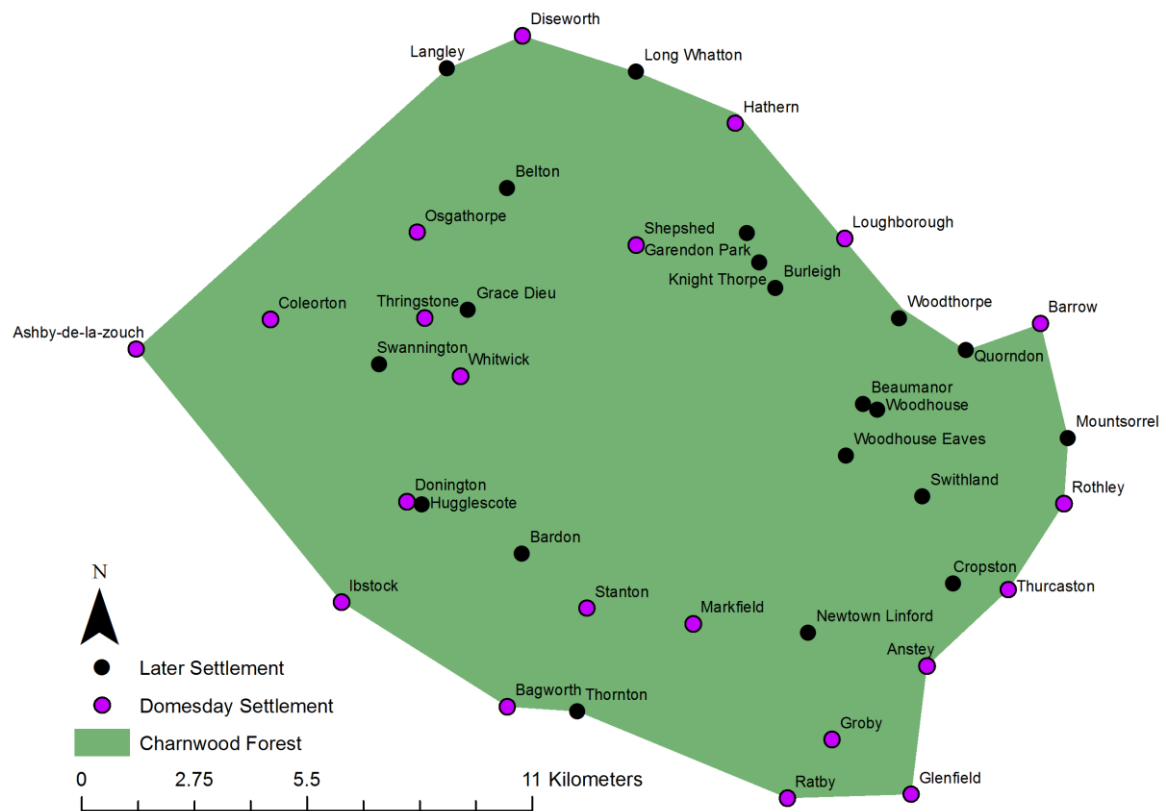 Diseworth
Langley
Long Whatton
Hathern
Belton
Osgathorpe
Shepshed
Loughborough
Garendon Park
Knight Thorpe
Burleigh
Coleorton
Thringstone
Grace Dieu
Woodthorpe
Barrow
Ashby-de-la-zouch
Swannington
Whitwick
Quorndon
Beaumanor
Woodhouse
Mountsorrel
Woodhouse Eaves
Swithland
Rothley
Donington
Hugglescote
Bardon
Cropston
Thurcaston
Ibstock
Stanton
Markfield
Newtown Linford
Anstey
Bagworth
Thornton
Groby
Ratby
Glenfield
N
Later Settlement
Domesday Settlement
Charnwood Forest
0 2.75 5.5 11 Kilometers